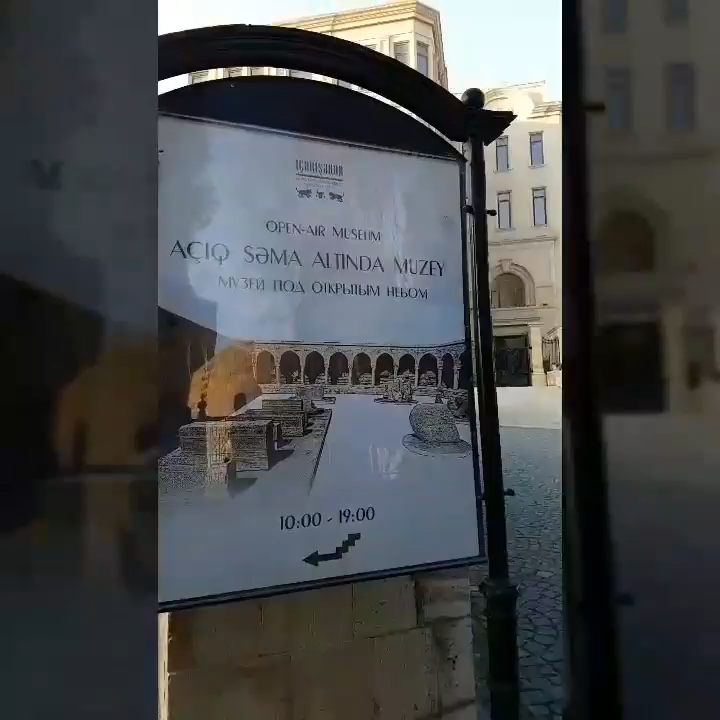 İÇƏRİŞƏHƏR
OPEN-AIR MUSEUM
AÇIQ SƏMA ALTINDA MUZEY
МУЗЕЙ ПОД ОТКРЫТЫМ НЕБОМ
10:00 - 19:00